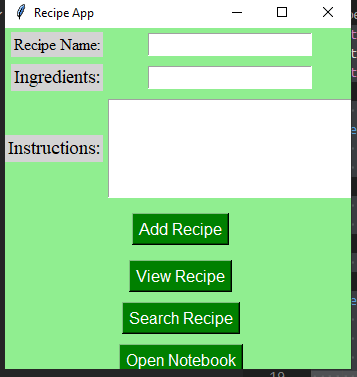 Recipe App
Recipe Name:
Ingredients:
Instructions:
Add Recipe
View Recipe
Search Recipe
Open Notebook